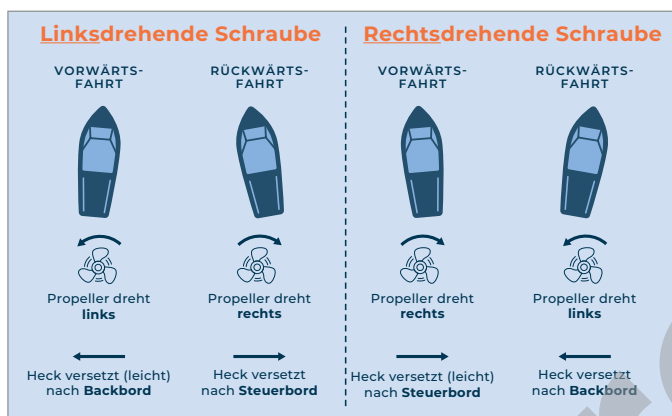 Linksdrehende Schraube
VORWÄRTS-
FAHRT
RÜCKWÄRTS-
FAHRT
Propeller dreht
links
Propeller dreht
rechts
Heck versetzt (leicht)
nach Backbord
Heck versetzt
nach Steuerbord
Rechtsdrehende Schraube
VORWÄRTS-
FAHRT
RÜCKWÄRTS-
FAHRT
Propeller dreht
rechts
Propeller dreht
links
Heck versetzt (leicht)
nach Steuerbord
Heck versetzt
nach Backbord